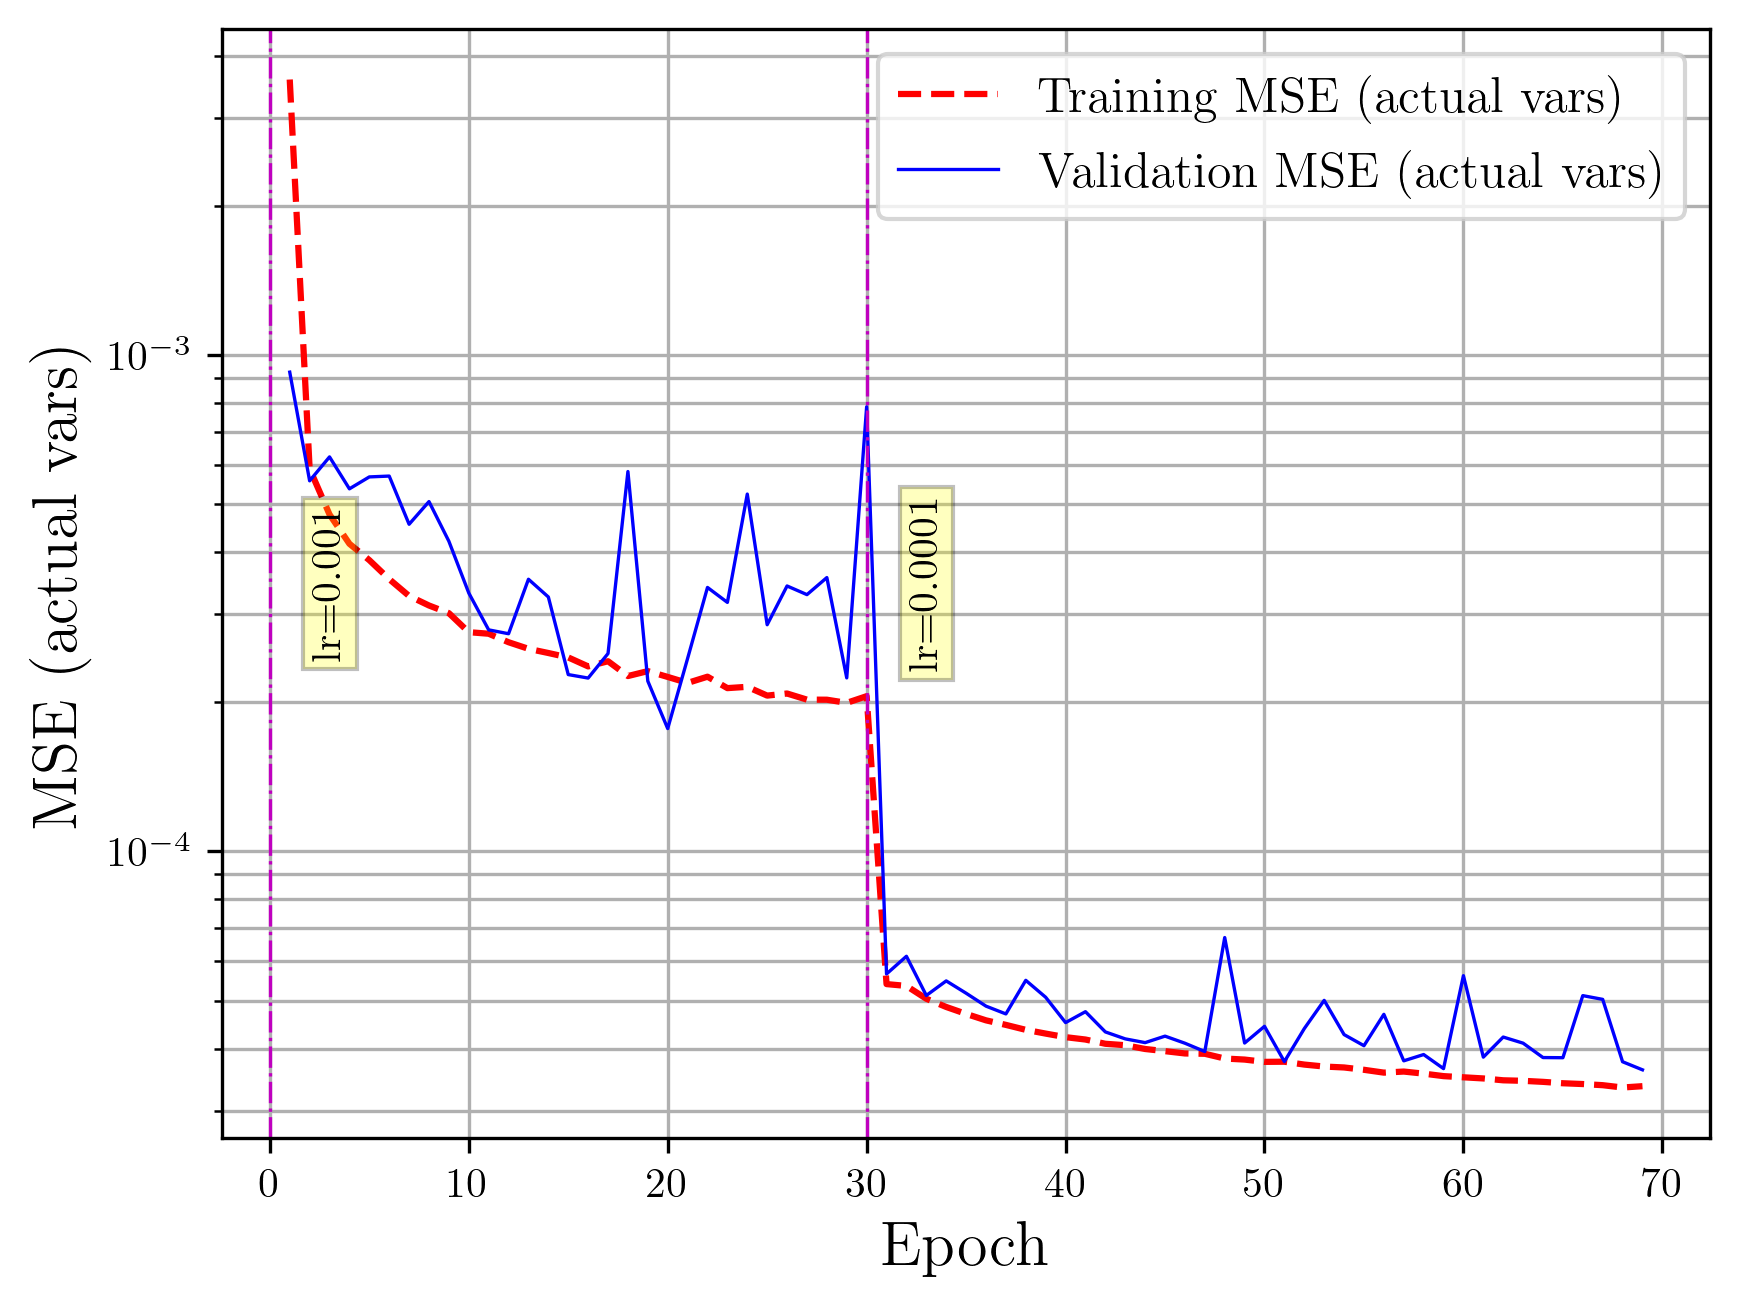 Training MSE (actual vars)
Validation MSE (actual vars)
MSE (actual vars)
10⁻³
10⁻⁴
lr=0.001
lr=0.0001
0 10 20 30 40 50 60 70
Epoch